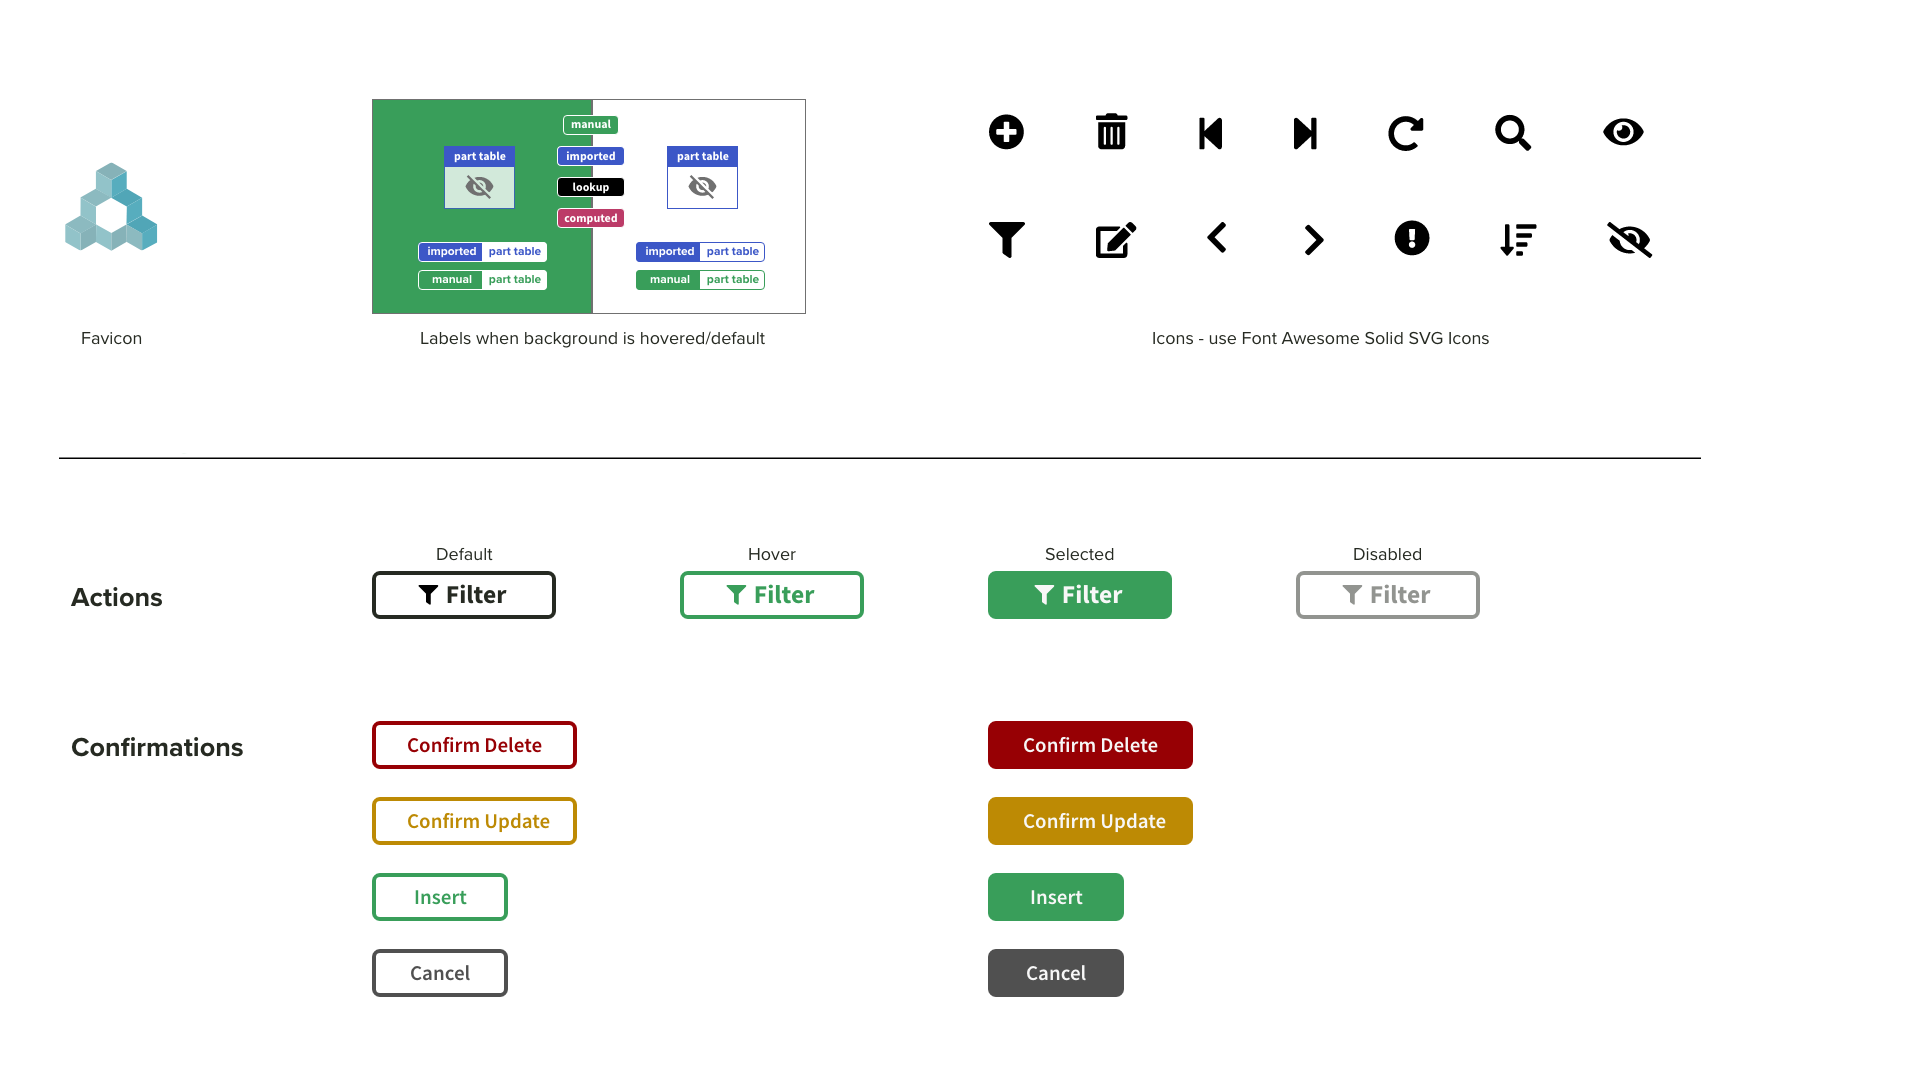 manual
part table
imported
part table
lookup
computed
imported part table
imported part table
manual part table
manual part table
Favicon
Labels when background is hovered/default
Icons - use Font Awesome Solid SVG Icons
Default
Hover
Selected
Disabled
Actions
Filter
Filter
Filter
Filter
Confirmations
Confirm Delete
Confirm Delete
Confirm Update
Confirm Update
Insert
Insert
Cancel
Cancel